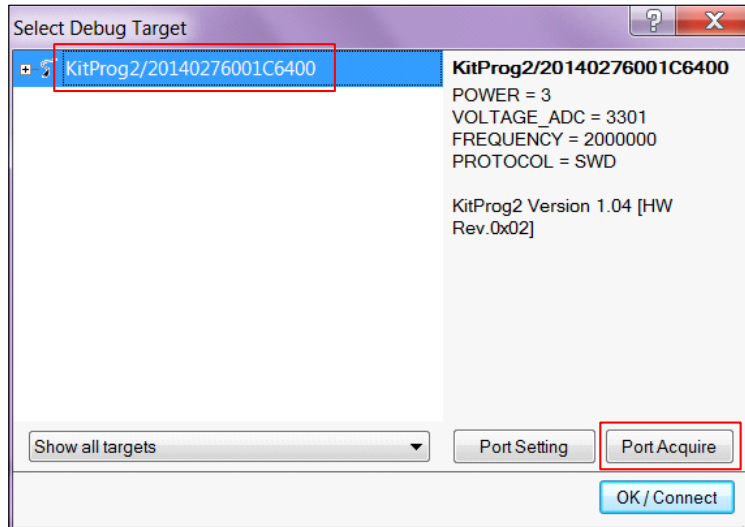 Select Debug Target
KitProg2/20140276001C6400
KitProg2/20140276001C6400
POWER = 3
VOLTAGE_ADC = 3301
FREQUENCY = 2000000
PROTOCOL = SWD
KitProg2 Version 1.04 [HW
Rev.0x02]
Show all targets
Port Setting
Port Acquire
OK / Connect